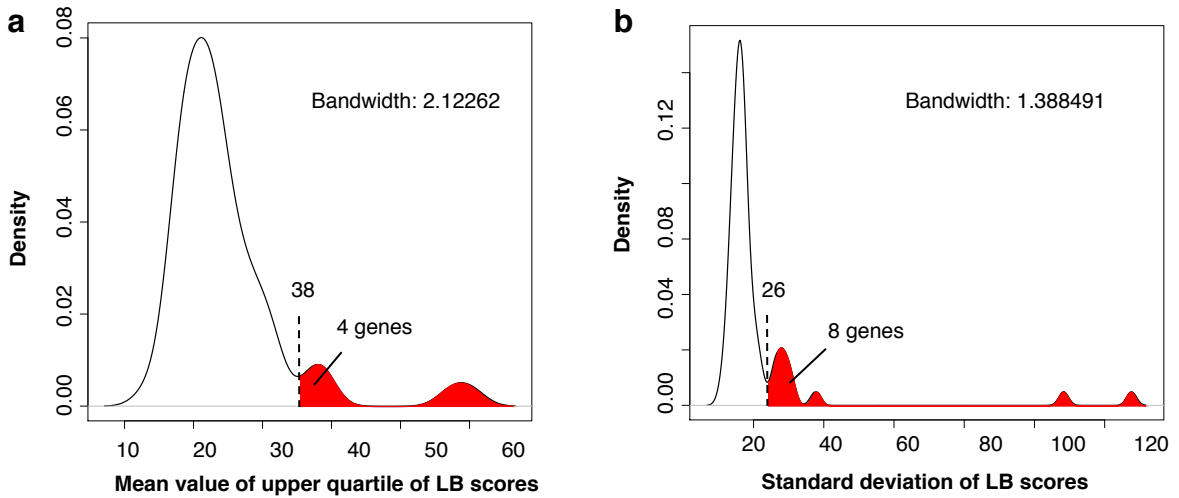 a
0.08
0.06
0.04
0.02
0.00
Density
Bandwidth: 2.12262
38
4 genes
10 20 30 40 50 60
Mean value of upper quartile of LB scores
b
0.12
0.08
0.04
0.00
Density
Bandwidth: 1.388491
26
8 genes
20 40 60 80 100 120
Standard deviation of LB scores